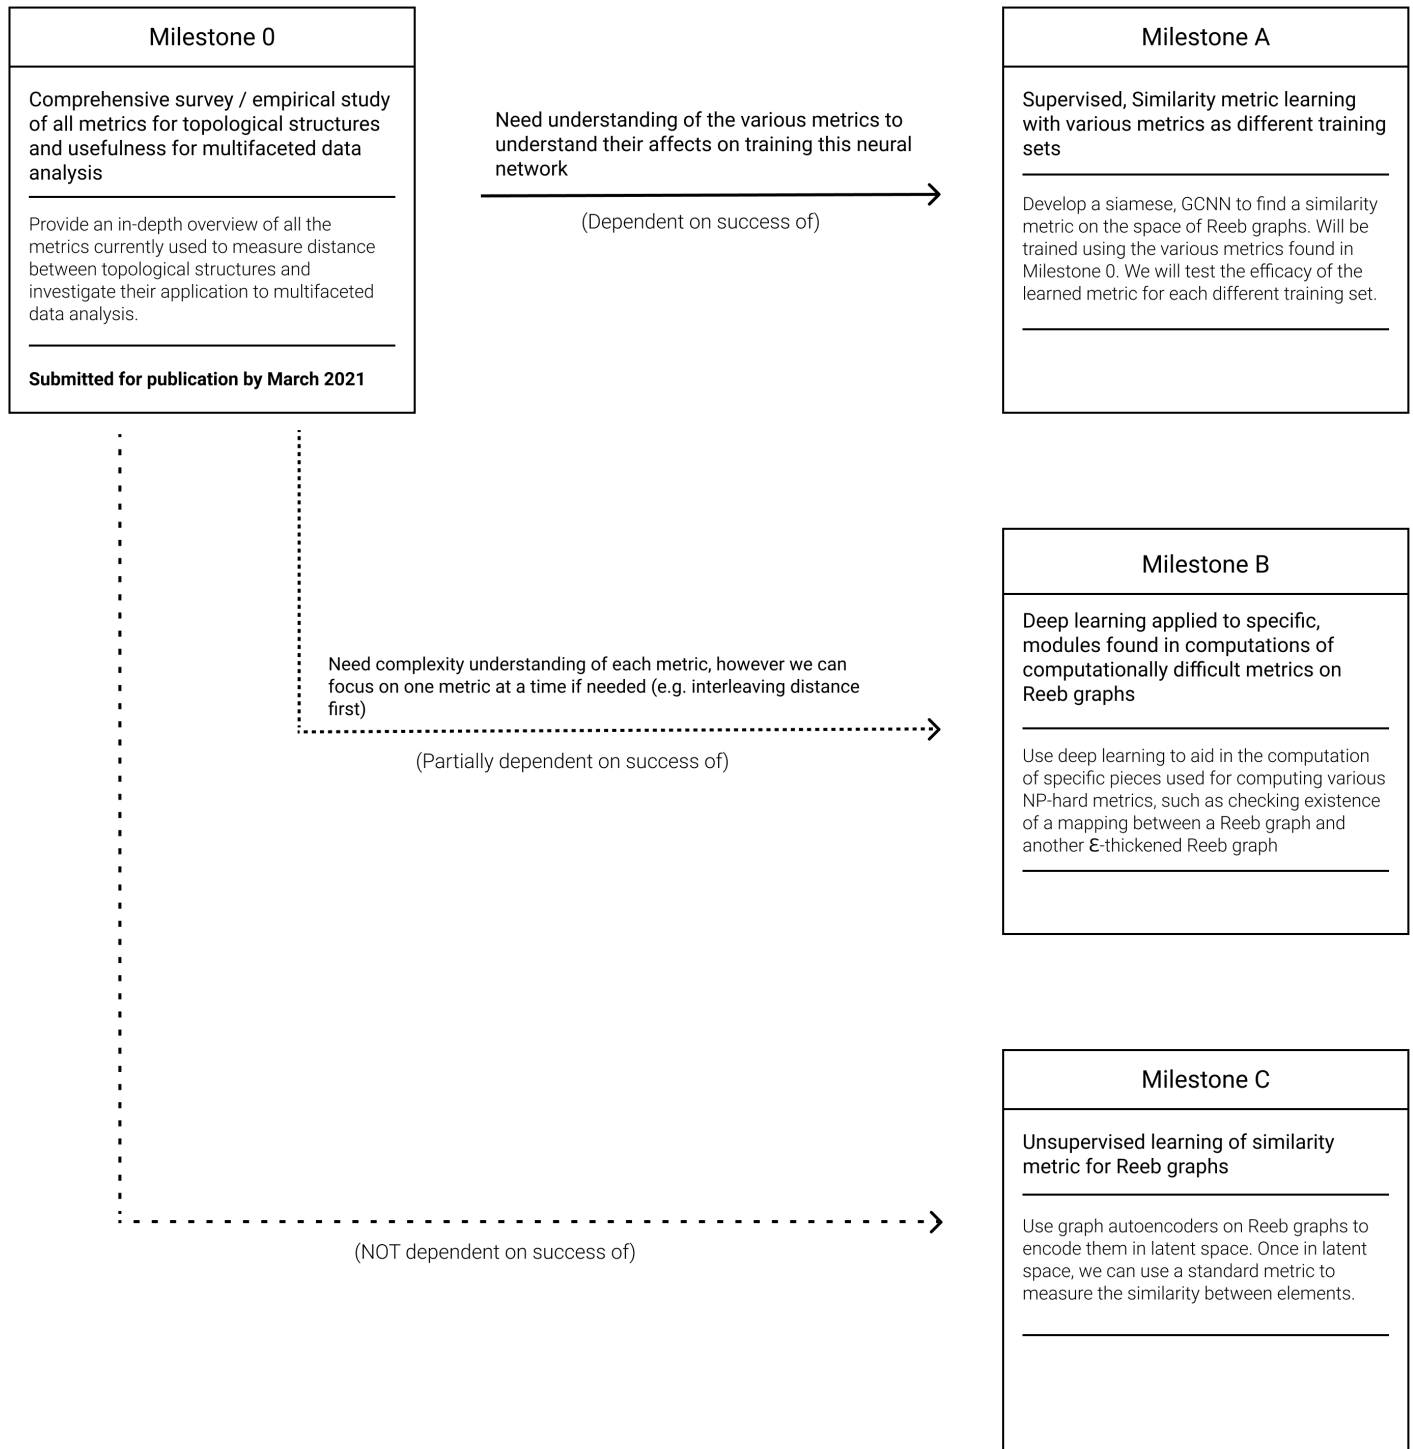 Milestone 0
Comprehensive survey / empirical study
of all metrics for topological structures
and usefulness for multifaceted data
analysis
Provide an in-depth overview of all the
metrics currently used to measure distance
between topological structures and
investigate their application to multifaceted
data analysis.
Submitted for publication by March 2021
Need understanding of the various metrics to
understand their affects on training this neural
network
(Dependent on success of)
Milestone A
Supervised, Similarity metric learning
with various metrics as different training
sets
Develop a siamese, GCNN to find a similarity
metric on the space of Reeb graphs. Will be
trained using the various metrics found in
Milestone 0. We will test the efficacy of the
learned metric for each different training set.
Need complexity understanding of each metric, however we can
focus on one metric at a time if needed (e.g. interleaving distance
first)
(Partially dependent on success of)
Milestone B
Deep learning applied to specific,
modules found in computations of
computationally difficult metrics on
Reeb graphs
Use deep learning to aid in the computation
of specific pieces used for computing various
NP-hard metrics, such as checking existence
of a mapping between a Reeb graph and
another Ɛ-thickened Reeb graph
(NOT dependent on success of)
Milestone C
Unsupervised learning of similarity
metric for Reeb graphs
Use graph autoencoders on Reeb graphs to
encode them in latent space. Once in latent
space, we can use a standard metric to
measure the similarity between elements.